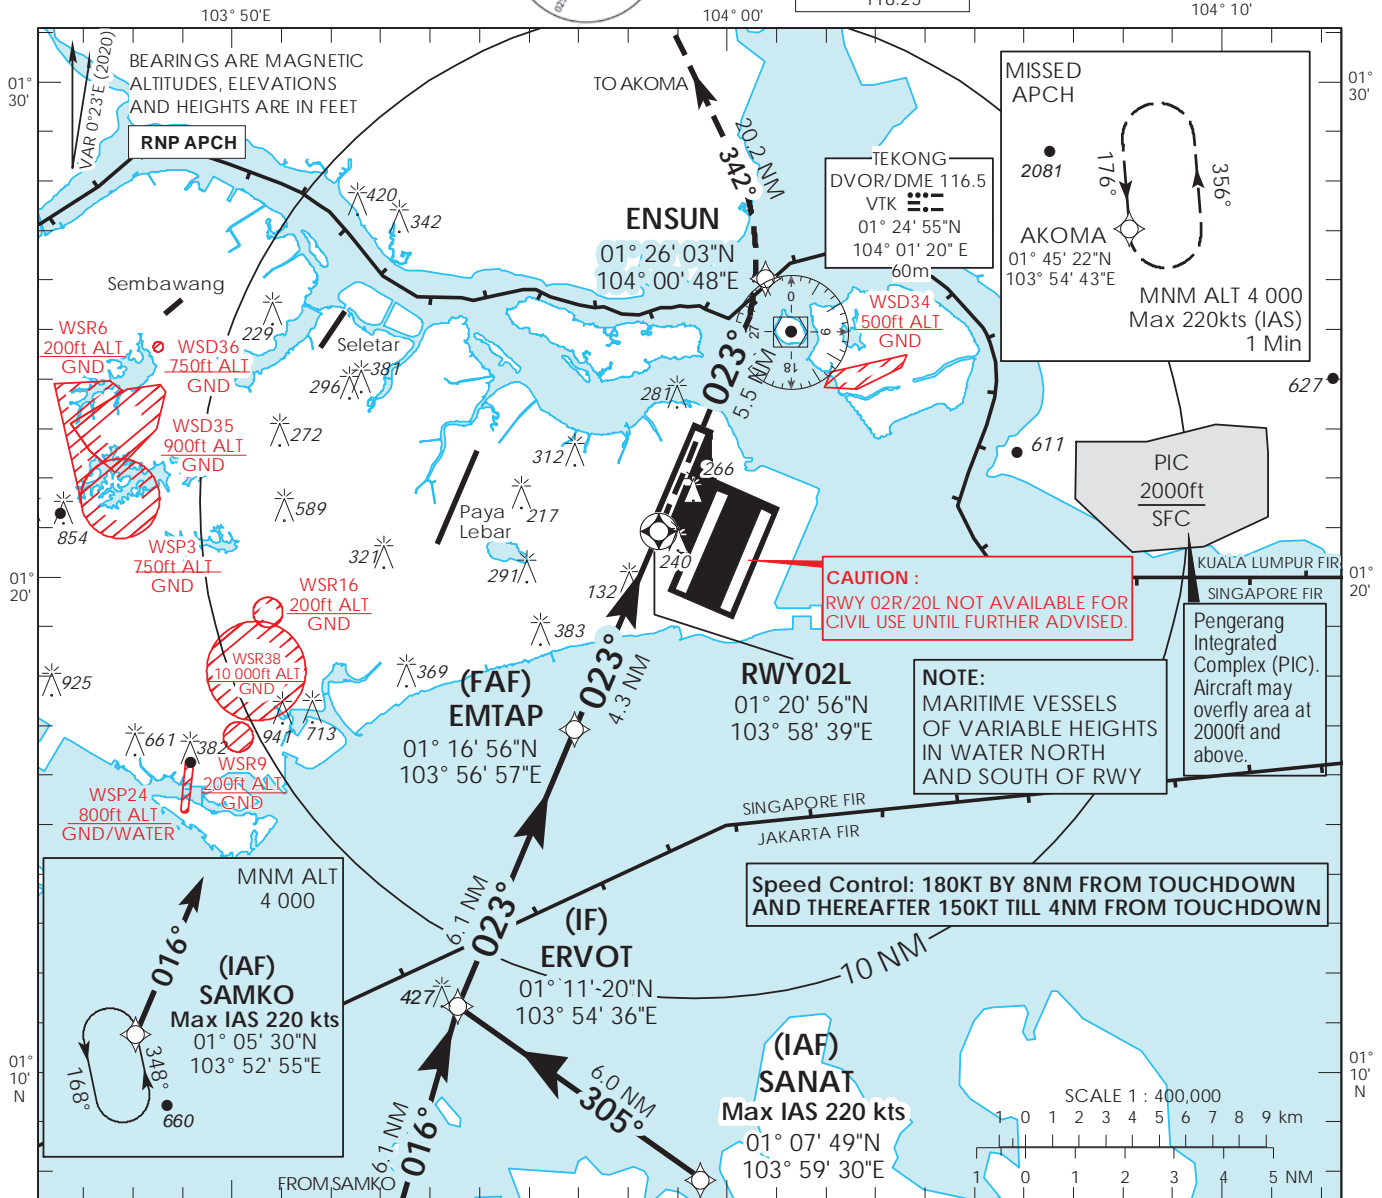 103° 50'E
104° 00'
104° 10'
118.25
01°
30'
01°
30'
VAR 0°23'E (2020)
BEARINGS ARE MAGNETIC
ALTITUDES, ELEVATIONS
AND HEIGHTS ARE IN FEET
RNP APCH
TO AKOMA
20.2 NM
342°
MISSED
APCH
2081
176°
356°
AKOMA
01° 45' 22"N
103° 54' 43"E
MNM ALT 4 000
Max 220kts (IAS)
1 Min
TEKONG
DVOR/DME 116.5
VTK
01° 24' 55"N
104° 01' 20" E
60m
ENSUN
01° 26' 03"N
104° 00' 48"E
420
342
Sembawang
229
Seletar
WSR6
200ft ALT
GND
WSD36
750ft ALT
GND
WSD35
900ft ALT
GND
296
381
272
281
312
023°
5.5 NM
0
9
18
27
WSD34
500ft ALT
GND
627
611
PIC
2000ft
SFC
266
589
217
Paya
Lebar
854
WSP3
750ft ALT
GND
321
291
240
132
KUALA LUMPUR FIR
SINGAPORE FIR
01°
20'
01°
20'
CAUTION :
RWY 02R/20L NOT AVAILABLE FOR
CIVIL USE UNTIL FURTHER ADVISED.
WSR16
200ft ALT
GND
383
Pengerang
Integrated
Complex (PIC).
Aircraft may
overfly area at
2000ft and
above.
WSR38
10 000ft ALT
GND
369
925
(FAF)
EMTAP
01° 16' 56"N
103° 56' 57"E
023°
4.3 NM
RWY02L
01° 20' 56"N
103° 58' 39"E
NOTE:
MARITIME VESSELS
OF VARIABLE HEIGHTS
IN WATER NORTH
AND SOUTH OF RWY
661
382
941
713
WSR9
200ft ALT
GND
WSP24
800ft ALT
GND/WATER
SINGAPORE FIR
JAKARTA FIR
Speed Control: 180KT BY 8NM FROM TOUCHDOWN
AND THEREAFTER 150KT TILL 4NM FROM TOUCHDOWN
MNM ALT
4 000
016°
(IAF)
SAMKO
Max IAS 220 kts
01° 05' 30"N
103° 52' 55"E
168°
348°
660
6.1 NM
023°
(IF)
ERVOT
01° 11' 20"N
103° 54' 36"E
427
10 NM
6.0 NM
305°
(IAF)
SANAT
Max IAS 220 kts
01° 07' 49"N
103° 59' 30"E
6.1 NM
016°
FROM SAMKO
01°
10'
N
01°
10'
N
SCALE 1 : 400,000
1 0 1 2 3 4 5 6 7 8 9 km
1 0 1 2 3 4 5 NM